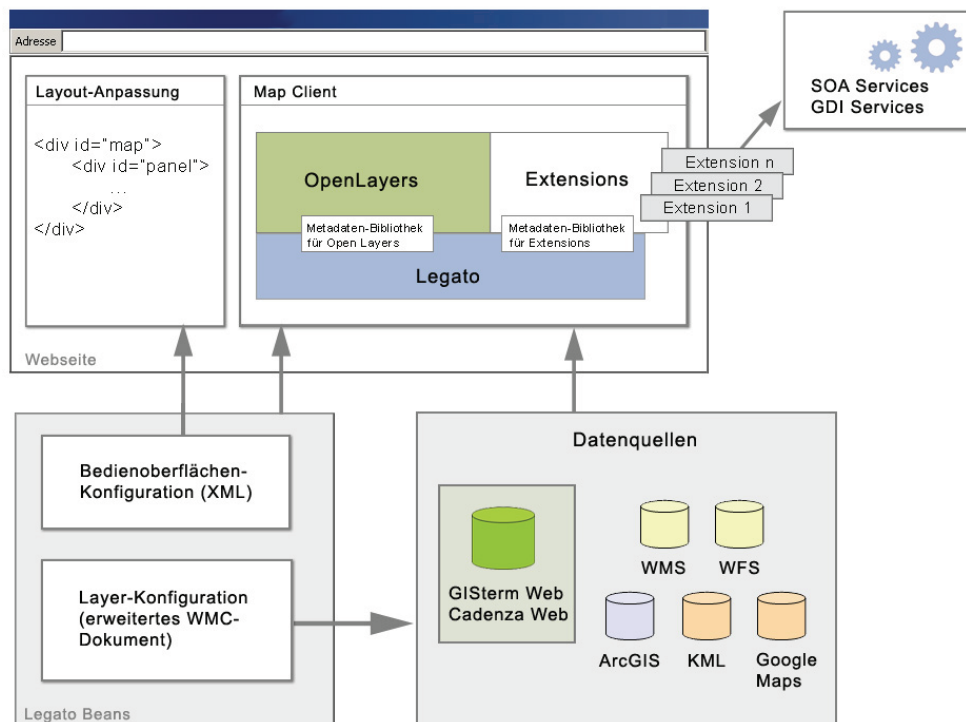 Adresse
Layout-Anpassung
<div id="map">
<div id="panel">
...
</div>
</div>
Map Client
OpenLayers
Extensions
Metadaten-Bibliothek
für Open Layers
Metadaten-Bibliothek
für Extensions
Legato
Extension n
Extension 2
Extension 1
SOA Services
GDI Services
Webseite
Bedienoberflächen-
Konfiguration (XML)
Layer-Konfiguration
(erweitertes WMC-
Dokument)
Legato Beans
Datenquellen
GISterm Web
Cadenza Web
WMS
WFS
ArcGIS
KML
Google
Maps